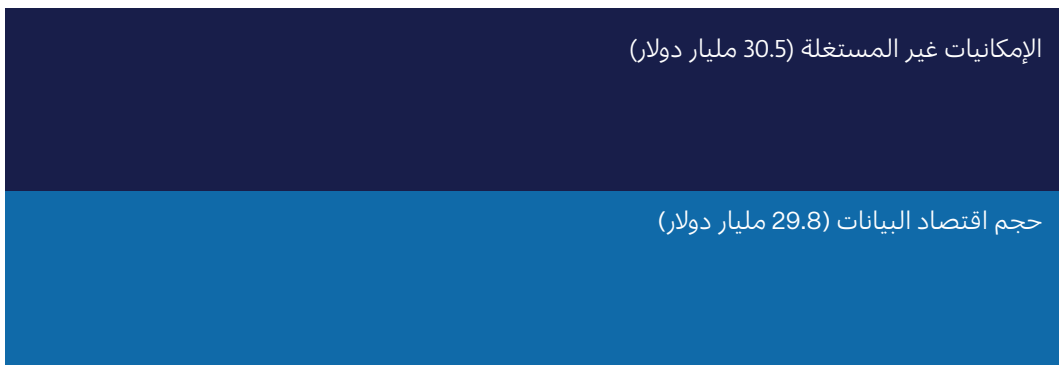 الإمكانيات غير المستغلة (30.5 مليار دولار)
حجم اقتصاد البيانات (29.8 مليار دولار)